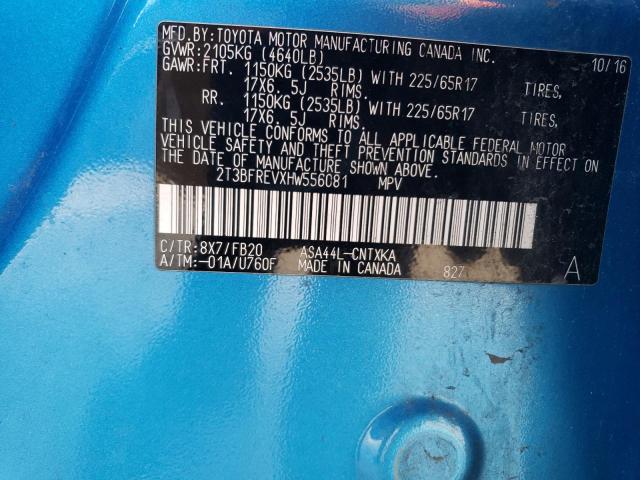 MFD.BY:TOYOTA MOTOR MANUFACTURING CANADA INC.
GVWR:2105KG (4640LB) 10/16
GAWR:FRT. 1150KG (2535LB) WITH 225/65R17 TIRES,
17X6. 5J RIMS.
RR. 1150KG (2535LB) WITH 225/65R17 TIRES,
17X6. 5J RIMS.
THIS VEHICLE CONFORMS TO ALL APPLICABLE FEDERAL MOTOR
VEHICLE SAFETY AND THEFT PREVENTION STANDARDS IN EFFECT ON
THE DATE OF MANUFACTURE SHOWN ABOVE.
2T3BFREVXHW556081 MPV
C/TR:8X7/FB20 ASA44L-CNTXKA
A/TM:-01A/U760F MADE IN CANADA 827 A